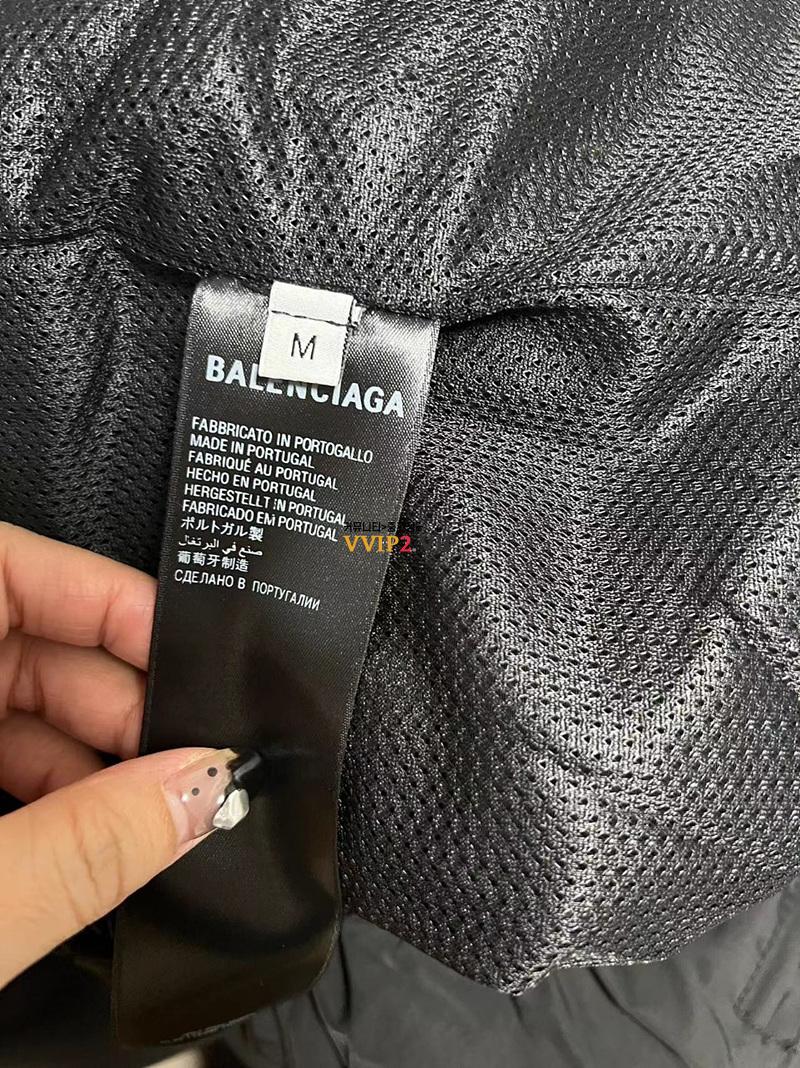 M
BALENCIAGA
FABBRICATO IN PORTOGALLO
MADE IN PORTUGAL
FABRIQUÉ AU PORTUGAL
HECHO EN PORTUGAL
HERGESTELLT IN PORTUGAL
FABRICADO EM PORTUGAL
ポルトガル製
صنع في البرتغال
葡萄牙制造
СДЕЛАНО В ПОРТУГАЛИИ
VVIP2